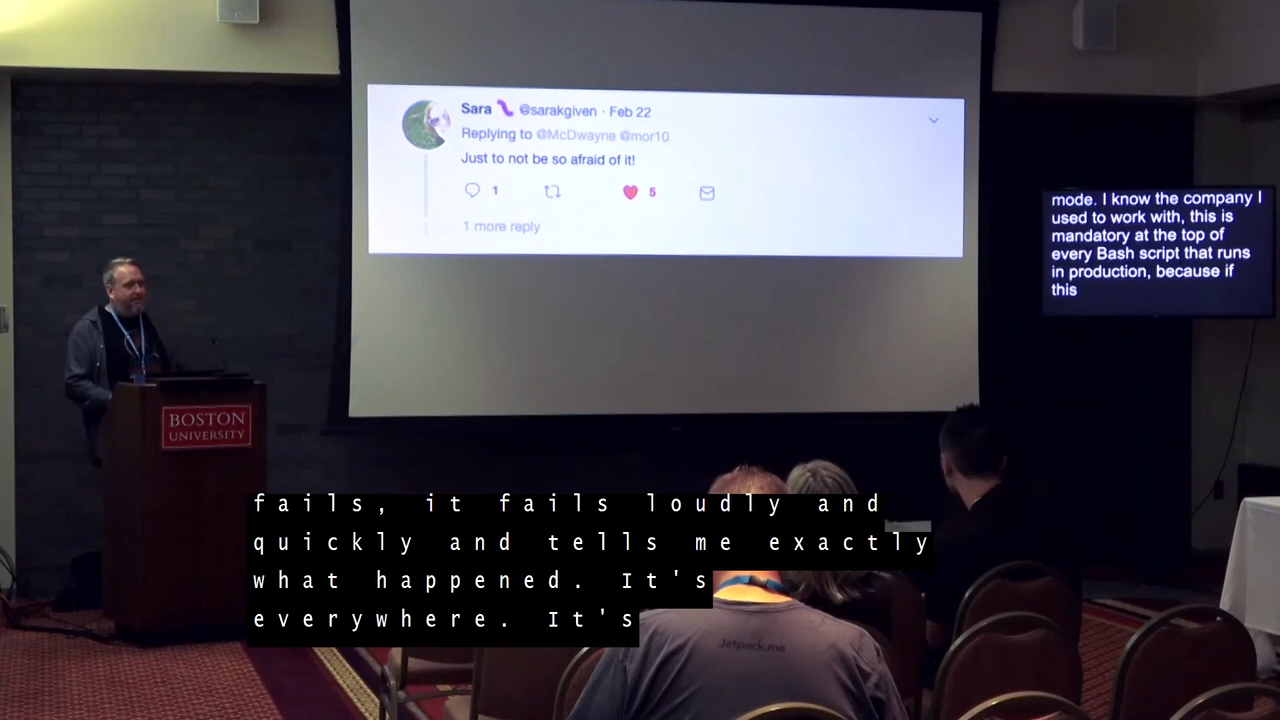 Sara @sarakgiven · Feb 22
Replying to @McDwayne @mor10
Just to not be so afraid of it!
1 5
1 more reply
mode. I know the company I
used to work with, this is
mandatory at the top of
every Bash script that runs
in production, because if
this
BOSTON
UNIVERSITY
fails, it fails loudly and
quickly and tells me exactly
what happened. It's
everywhere. It's
Jetpack.me